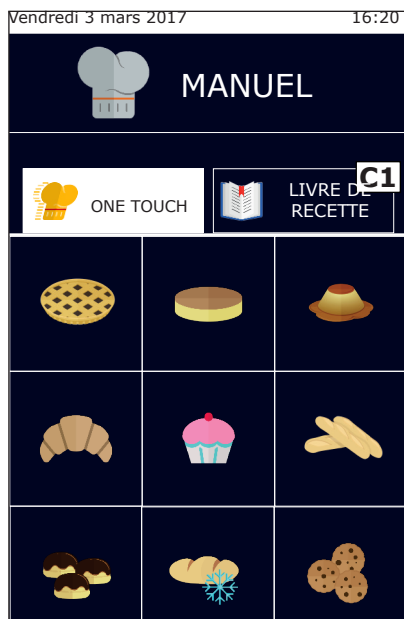 Vendredi 3 mars 2017 16:20
MANUEL
ONE TOUCH
LIVRE DE
RECETTE
C1